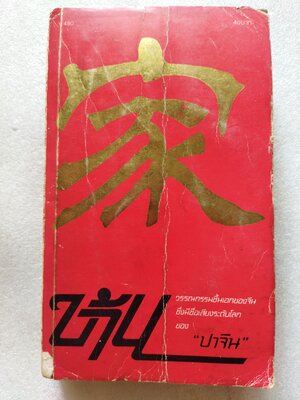 家
บ้าน
วรรณกรรมชิ้นเอกของจีน
ซึ่งมีชื่อเสียงระดับโลก
ของ
"ปาจิน"